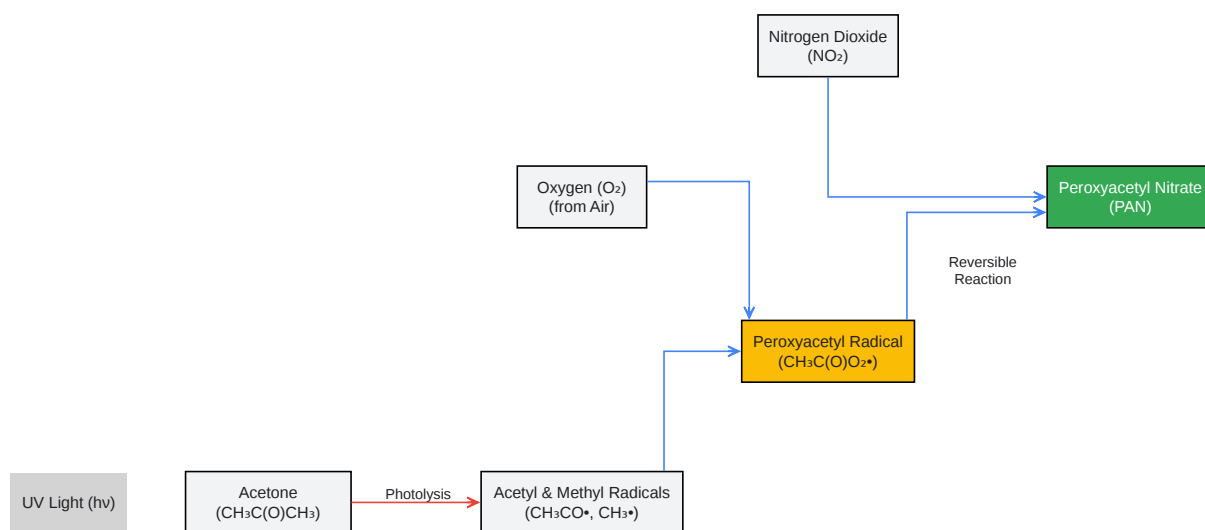 Nitrogen Dioxide
(NO₂)
Oxygen (O₂)
(from Air)
Peroxyacetyl Nitrate
(PAN)
Reversible
Reaction
Peroxyacetyl Radical
(CH₃C(O)O₂•)
UV Light (hν)
Acetone
(CH₃C(O)CH₃)
Photolysis
Acetyl & Methyl Radicals
(CH₃CO•, CH₃•)